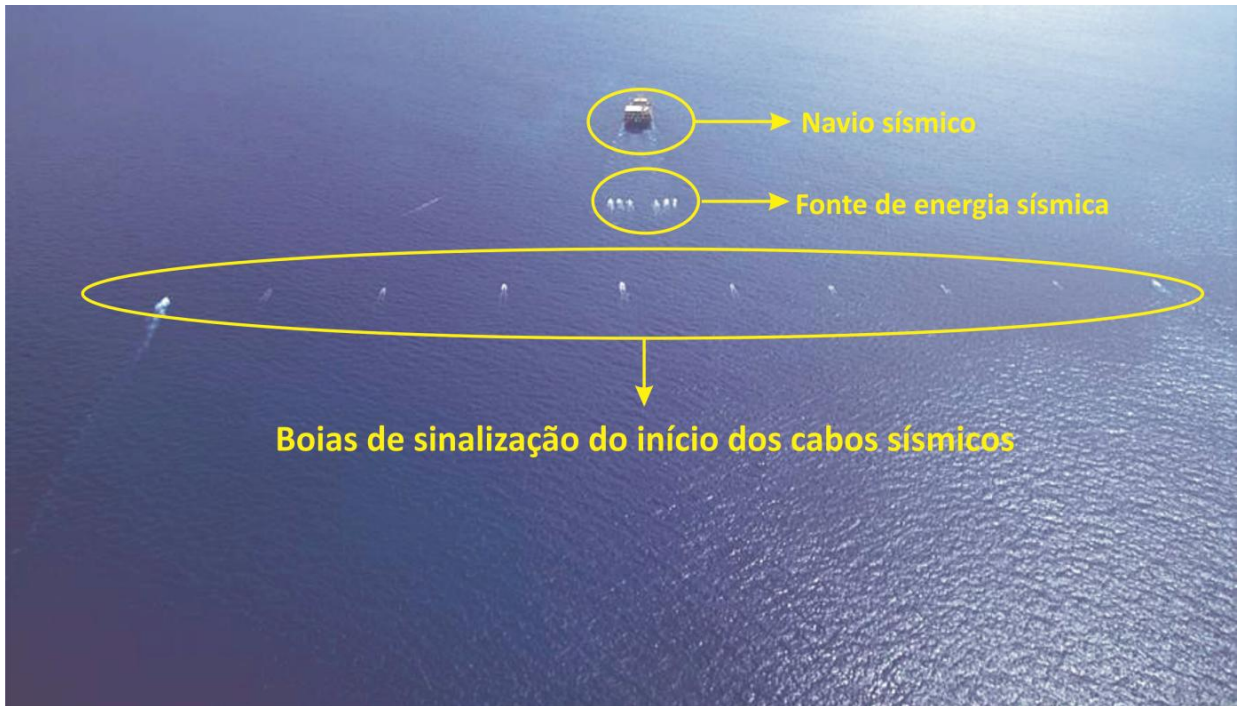 Navio sísmico
Fonte de energia sísmica
Boias de sinalização do início dos cabos sísmicos